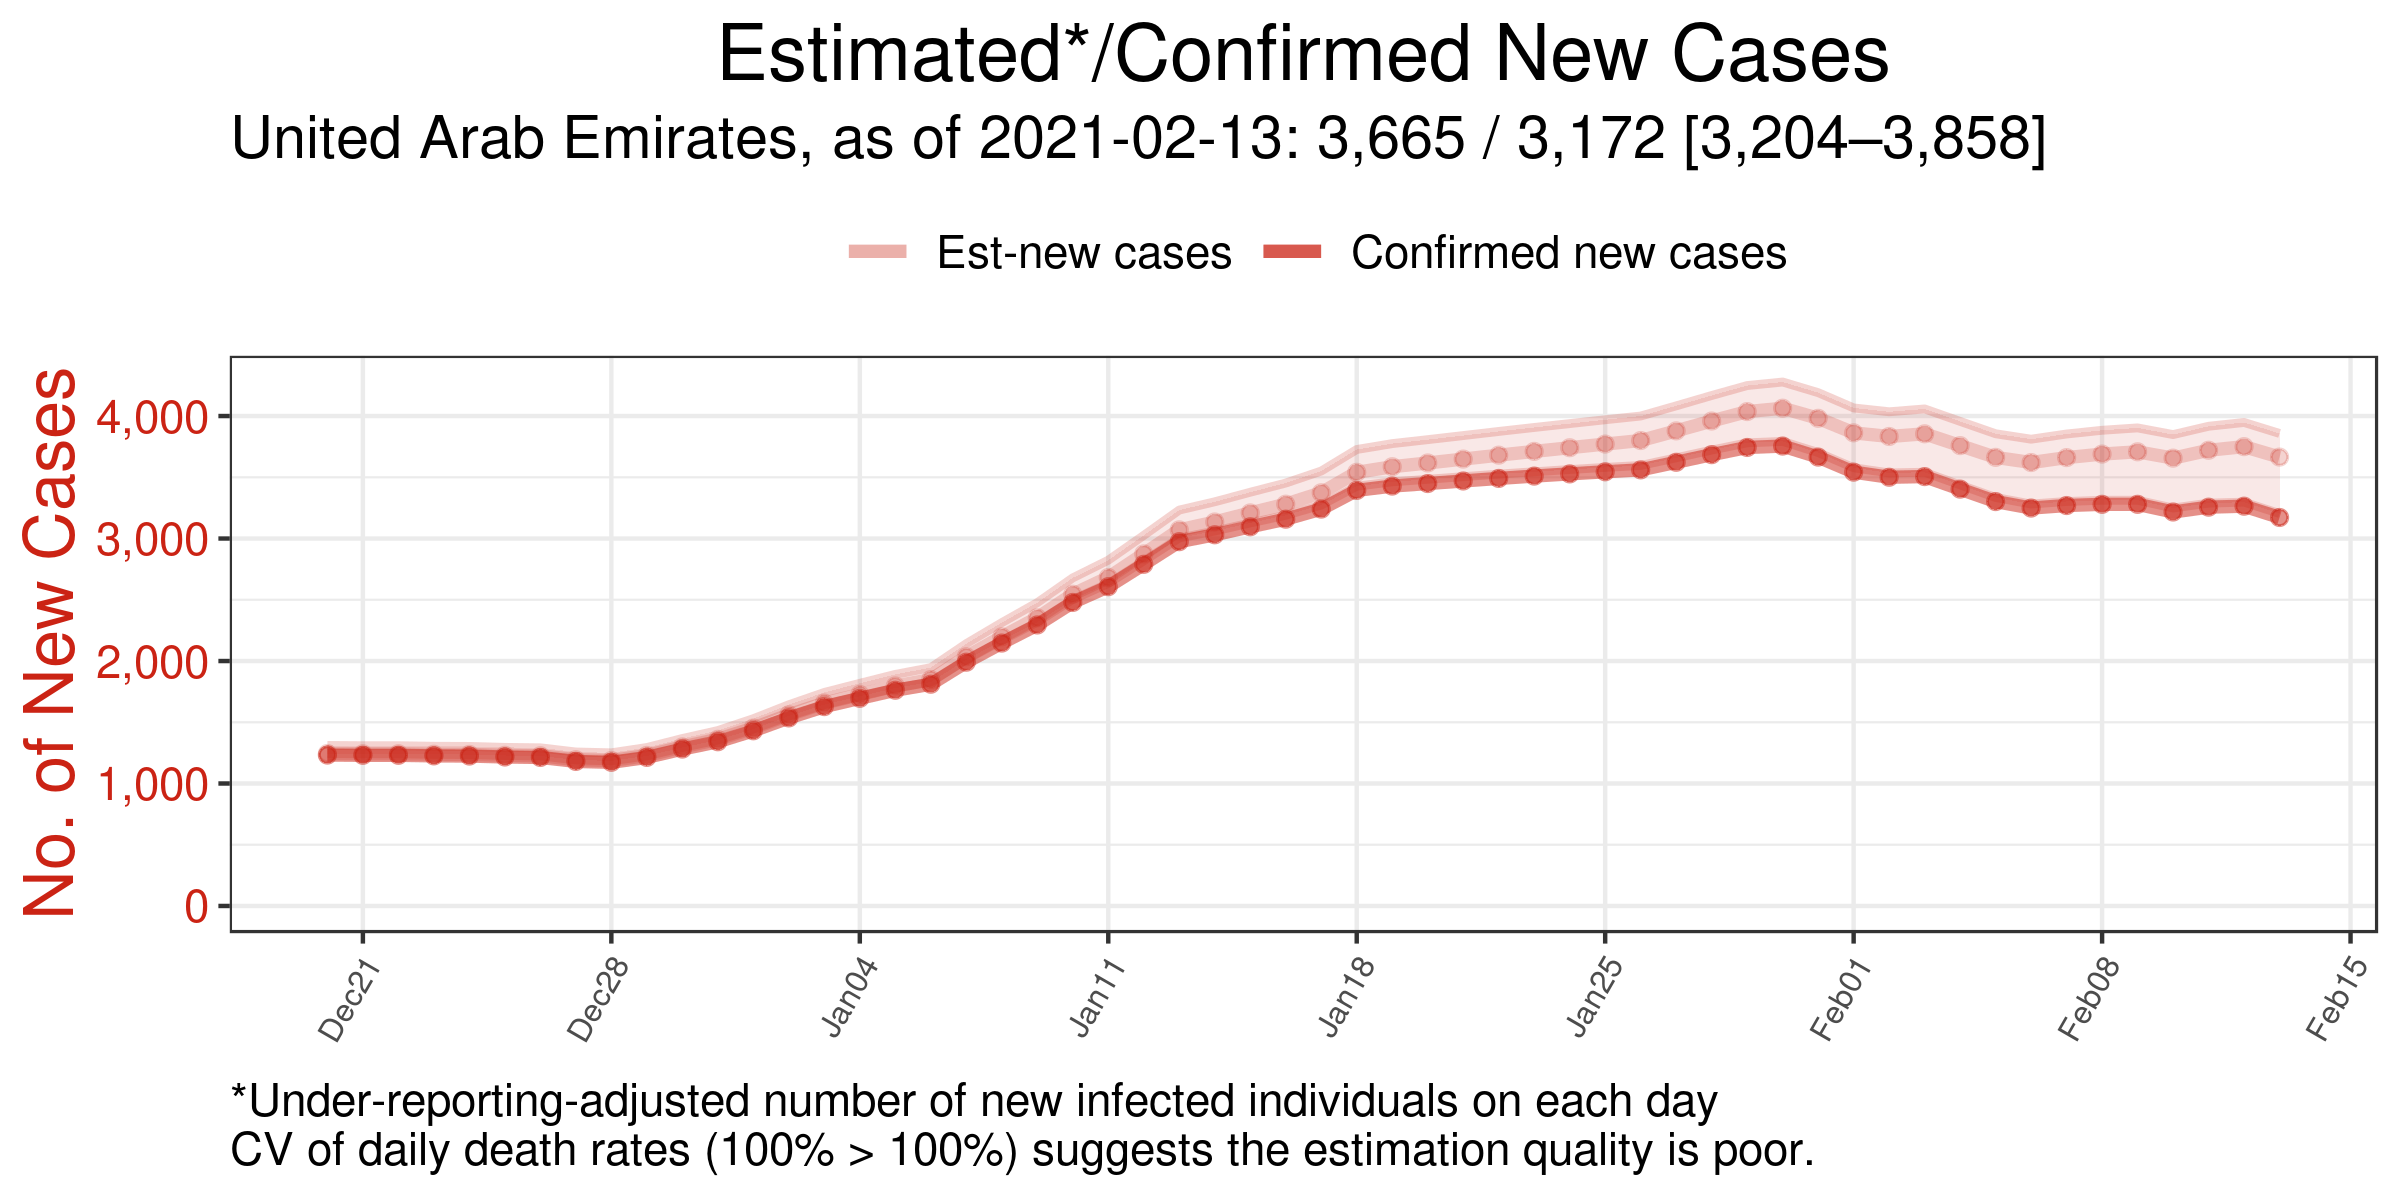 Estimated*/Confirmed New Cases
United Arab Emirates, as of 2021-02-13: 3,665 / 3,172 [3,204–3,858]
Est-new cases
Confirmed new cases
No. of New Cases
4,000
3,000
2,000
1,000
0
Dec21
Dec28
Jan04
Jan11
Jan18
Jan25
Feb01
Feb08
Feb15
*Under-reporting-adjusted number of new infected individuals on each day
CV of daily death rates (100% > 100%) suggests the estimation quality is poor.